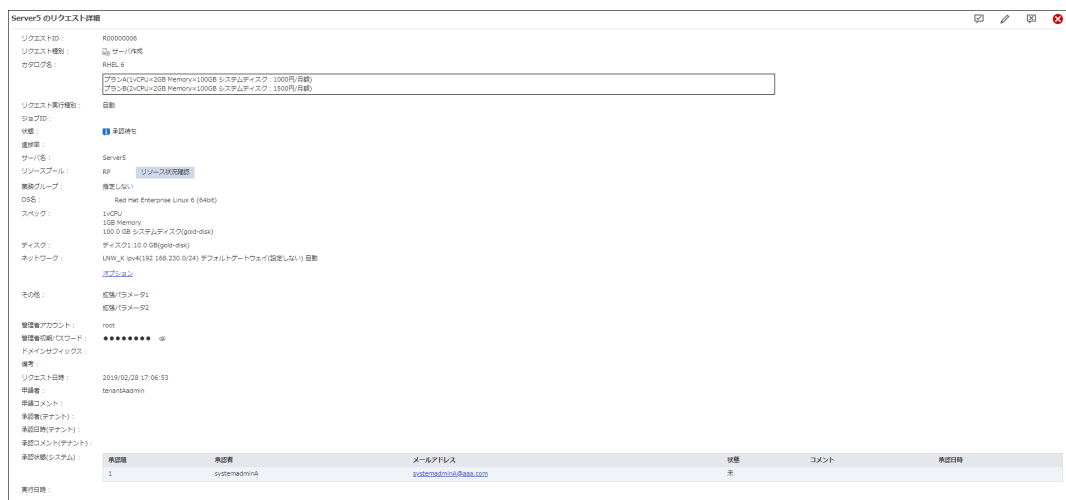 Server5 のリクエスト詳細
リクエストID : R00000006
リクエスト種別 : サーバ作成
カタログ名 : RHEL 6
プランA(1vCPU×2GB Memory×100GB システムディスク : 1000円/月額)
プランB(2vCPU×2GB Memory×100GB システムディスク : 1500円/月額)
リクエスト実行種別 : 自動
ジョブID :
状態 : 承認待ち
進捗率 :
サーバ名 : Server5
リソースプール : RP リソース状況確認
業務グループ : 指定しない
OS名 : Red Hat Enterprise Linux 6 (64bit)
スペック : 1vCPU
1GB Memory
100.0 GB システムディスク(gold-disk)
ディスク : ディスク1:10.0 GB(gold-disk)
ネットワーク : LNW_K ipv4(192.168.230.0/24) デフォルトゲートウェイ(設定しない) 自動
オプション
その他 : 拡張パラメータ1
拡張パラメータ2
管理者アカウント : root
管理者初期パスワード : ●●●●●●●●
ドメインサフィックス :
備考 :
リクエスト日時 : 2019/02/28 17:06:53
申請者 : tenantAadmin
申請コメント :
承認者(テナント) :
承認日時(テナント) :
承認コメント(テナント) :
承認状態(システム) : 承認順 承認者 メールアドレス 状態 コメント 承認日時
1 systemadminA systemadminA@aaa.com 未
実行日時 :